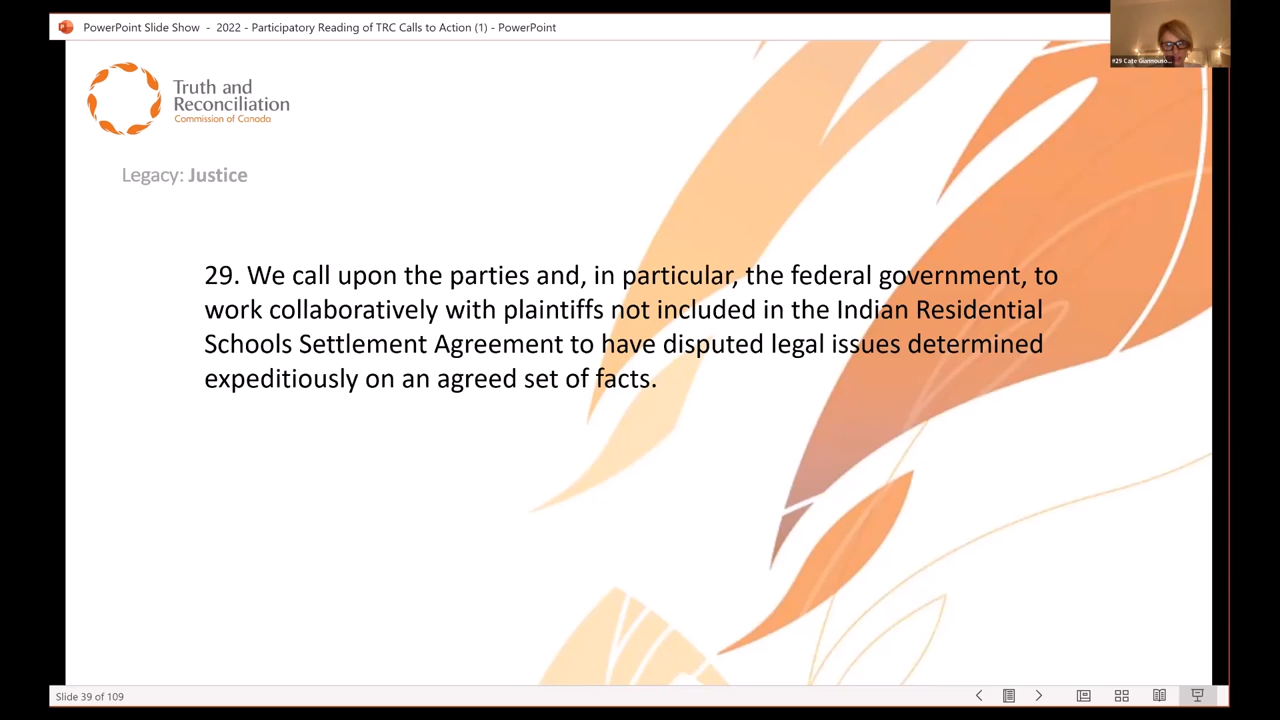 PowerPoint Slide Show - 2022 - Participatory Reading of TRC Calls to Action (1) - PowerPoint
#29 Cate Giannouso...
Truth and
Reconciliation
Commission of Canada
Legacy: Justice
29. We call upon the parties and, in particular, the federal government, to
work collaboratively with plaintiffs not included in the Indian Residential
Schools Settlement Agreement to have disputed legal issues determined
expeditiously on an agreed set of facts.
Slide 39 of 109